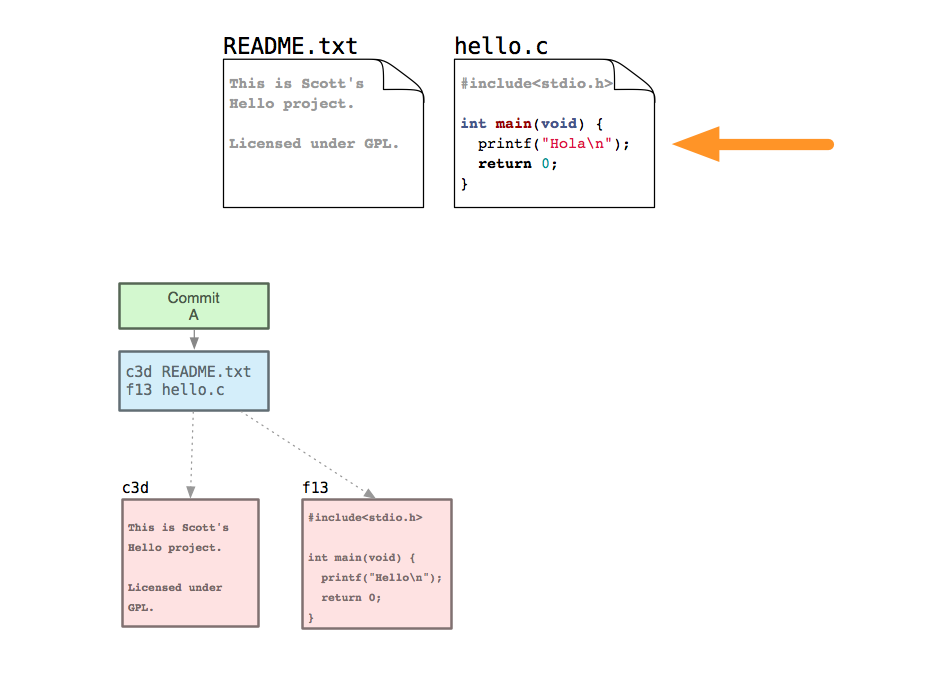 README.txt
This is Scott's
Hello project.
Licensed under GPL.
hello.c
#include<stdio.h>
int main(void) {
printf("Hola\n");
return 0;
}
Commit
A
c3d README.txt
f13 hello.c
c3d
This is Scott's
Hello project.
Licensed under
GPL.
f13
#include<stdio.h>
int main(void) {
printf("Hello\n");
return 0;
}